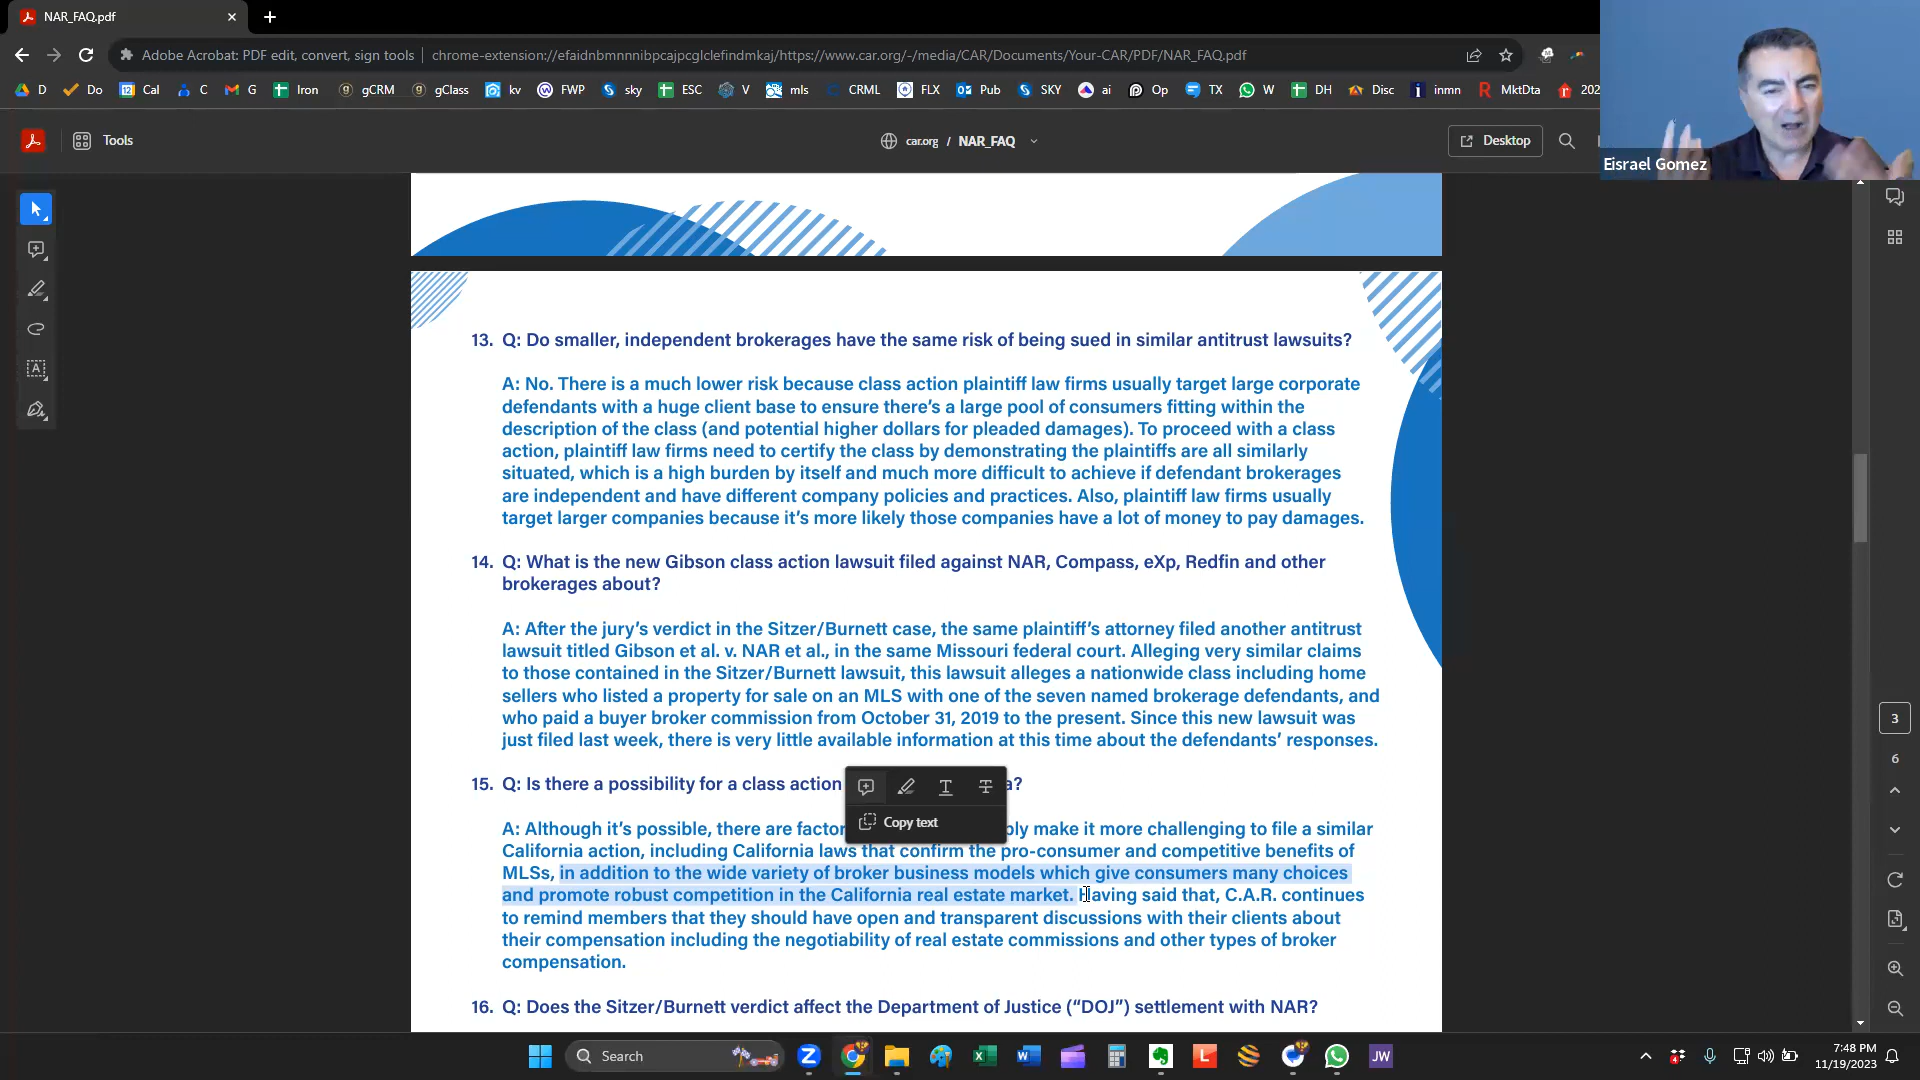 NAR_FAQ.pdf
Adobe Acrobat: PDF edit, convert, sign tools
chrome-extension://efaidnbmnnnibpcajpcglclefindmkaj/https://www.car.org/-/media/CAR/Documents/Your-CAR/PDF/NAR_FAQ.pdf
D Do 12 Cal C G Iron gCRM gClass kv FWP sky ESC V mls CRML FLX Pub SKY ai Op TX W DH Disc inmn MktDta 202
Tools
car.org / NAR_FAQ
Desktop
Eisrael Gomez
13. Q: Do smaller, independent brokerages have the same risk of being sued in similar antitrust lawsuits?
A: No. There is a much lower risk because class action plaintiff law firms usually target large corporate
defendants with a huge client base to ensure there's a large pool of consumers fitting within the
description of the class (and potential higher dollars for pleaded damages). To proceed with a class
action, plaintiff law firms need to certify the class by demonstrating the plaintiffs are all similarly
situated, which is a high burden by itself and much more difficult to achieve if defendant brokerages
are independent and have different company policies and practices. Also, plaintiff law firms usually
target larger companies because it's more likely those companies have a lot of money to pay damages.
14. Q: What is the new Gibson class action lawsuit filed against NAR, Compass, eXp, Redfin and other
brokerages about?
A: After the jury's verdict in the Sitzer/Burnett case, the same plaintiff's attorney filed another antitrust
lawsuit titled Gibson et al. v. NAR et al., in the same Missouri federal court. Alleging very similar claims
to those contained in the Sitzer/Burnett lawsuit, this lawsuit alleges a nationwide class including home
sellers who listed a property for sale on an MLS with one of the seven named brokerage defendants, and
who paid a buyer broker commission from October 31, 2019 to the present. Since this new lawsuit was
just filed last week, there is very little available information at this time about the defendants' responses.
15. Q: Is there a possibility for a class action a?
Copy text
A: Although it's possible, there are factor bly make it more challenging to file a similar
California action, including California laws that confirm the pro-consumer and competitive benefits of
MLSs, in addition to the wide variety of broker business models which give consumers many choices
and promote robust competition in the California real estate market. Having said that, C.A.R. continues
to remind members that they should have open and transparent discussions with their clients about
their compensation including the negotiability of real estate commissions and other types of broker
compensation.
16. Q: Does the Sitzer/Burnett verdict affect the Department of Justice ("DOJ") settlement with NAR?
3
6
Search
JW
7:48 PM
11/19/2023